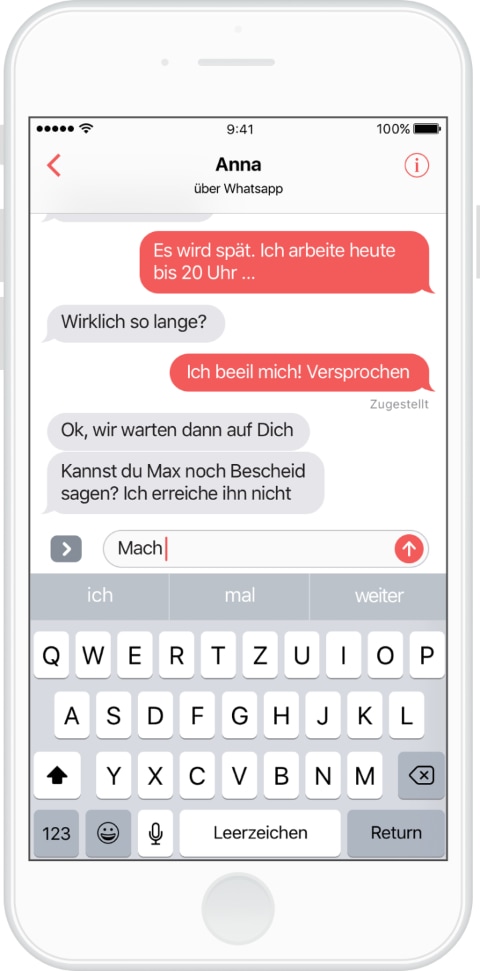 9:41
100%
Anna
über Whatsapp
Es wird spät. Ich arbeite heute
bis 20 Uhr ...
Wirklich so lange?
Ich beeil mich! Versprochen
Zugestellt
Ok, wir warten dann auf Dich
Kannst du Max noch Bescheid
sagen? Ich erreiche ihn nicht
Mach
ich mal weiter
Q W E R T Z U I O P
A S D F G H J K L
Y X C V B N M
123 Leerzeichen Return